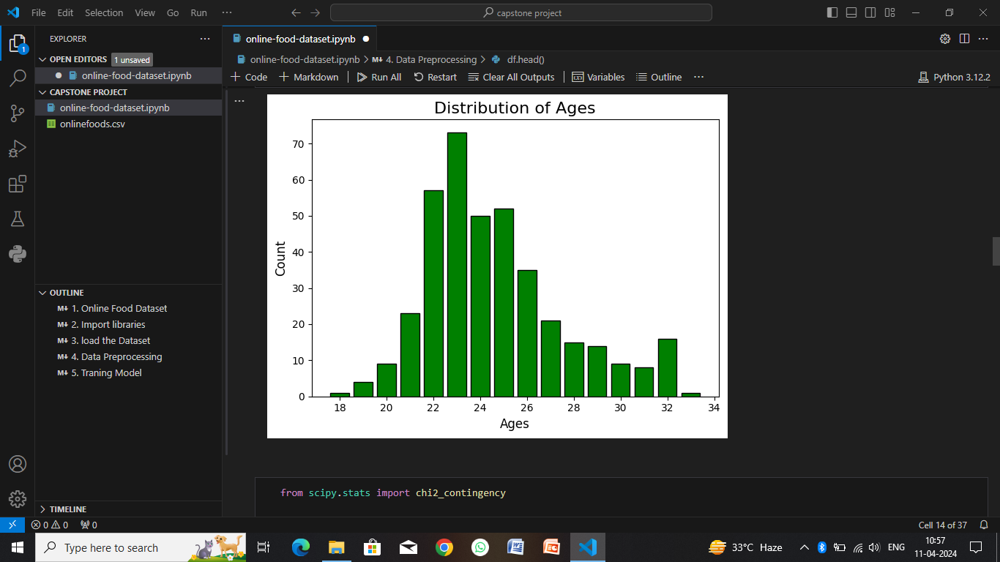 File Edit Selection View Go Run ···
capstone project
EXPLORER ···
OPEN EDITORS 1 unsaved
online-food-dataset.ipynb
CAPSTONE PROJECT
online-food-dataset.ipynb
onlinefoods.csv
OUTLINE
M↓ 1. Online Food Dataset
M↓ 2. Import libraries
M↓ 3. load the Dataset
M↓ 4. Data Preprocessing
M↓ 5. Traning Model
TIMELINE
1
online-food-dataset.ipynb
online-food-dataset.ipynb > M↓ 4. Data Preprocessing > df.head()
+ Code + Markdown Run All Restart Clear All Outputs Variables Outline ··· Python 3.12.2
Distribution of Ages
Count
70
60
50
40
30
20
10
0
18 20 22 24 26 28 30 32 34
Ages
from scipy.stats import chi2_contingency
0 0 0 Cell 14 of 37
Type here to search 33°C Haze ENG 10:57
11-04-2024